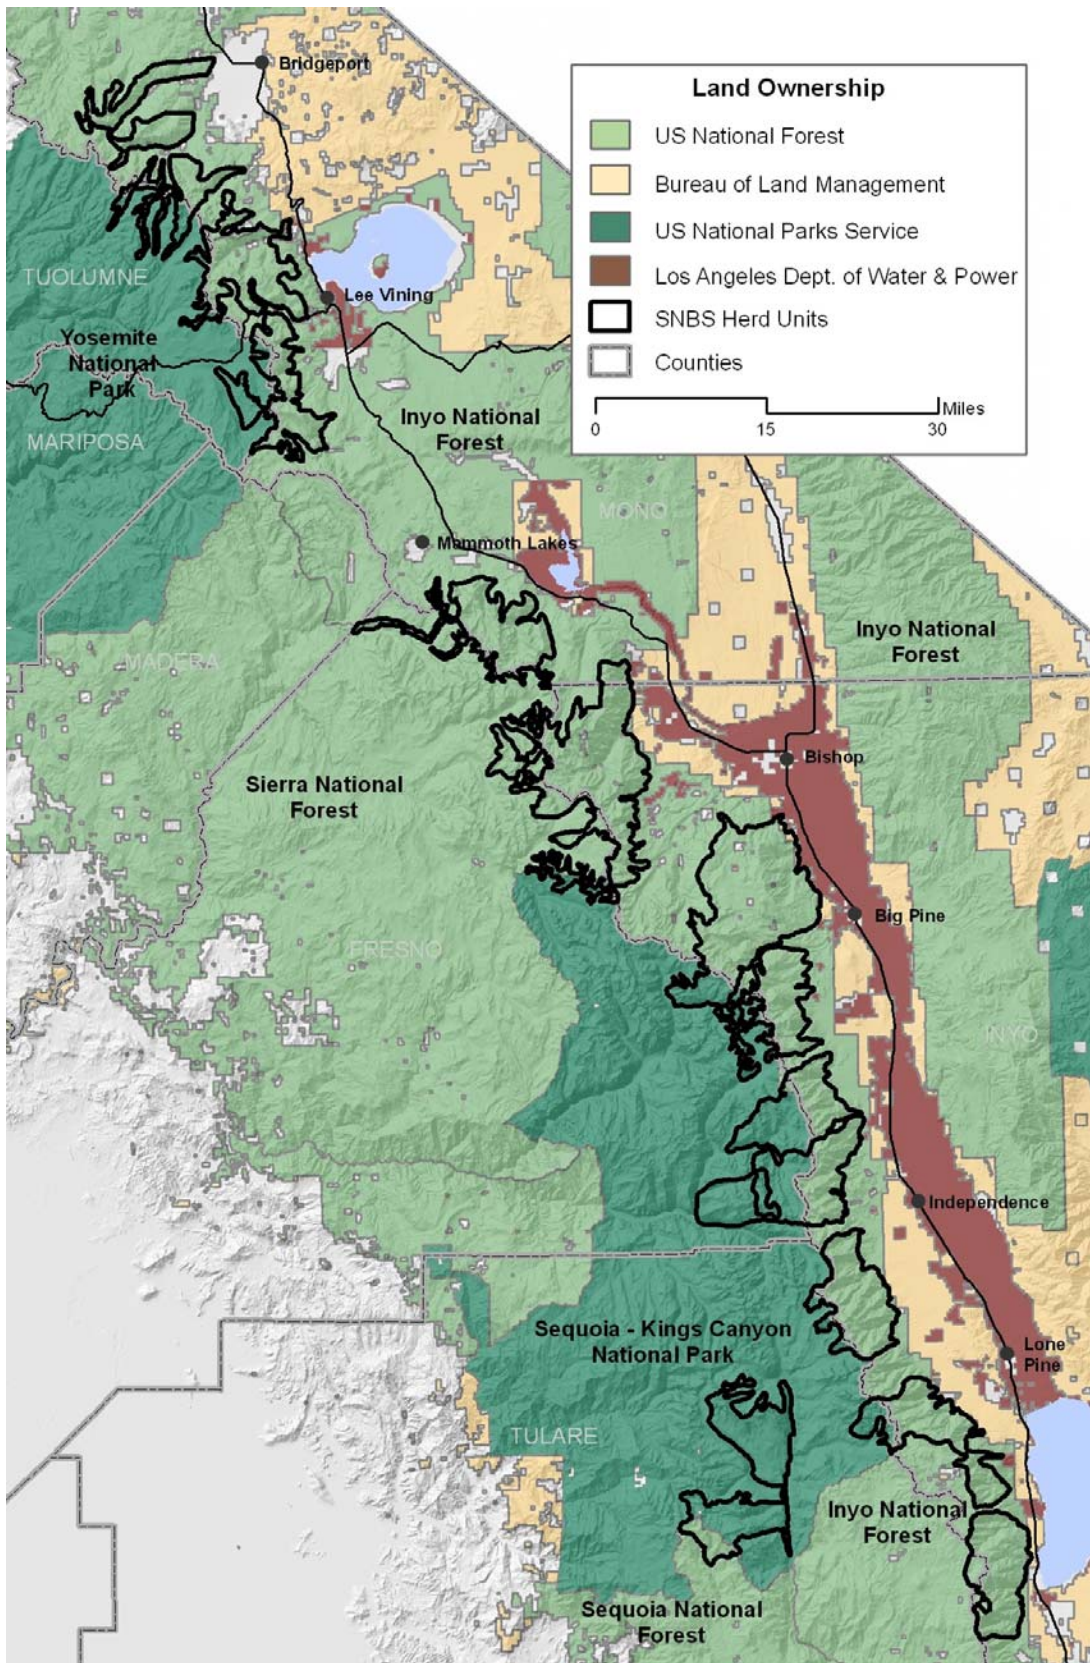 Bridgeport
Land Ownership
US National Forest
Bureau of Land Management
US National Parks Service
Los Angeles Dept. of Water & Power
SNBS Herd Units
Counties
Miles
0
15
30
TUOLUMNE
Lee Vining
Yosemite
National
Park
MARIPOSA
Inyo National
Forest
MONO
Mammoth Lakes
Inyo National
Forest
MADERA
Bishop
Sierra National
Forest
Big Pine
FRESNO
INYO
Independence
Sequoia - Kings Canyon
National Park
Lone
Pine
TULARE
Inyo National
Forest
Sequoia National
Forest